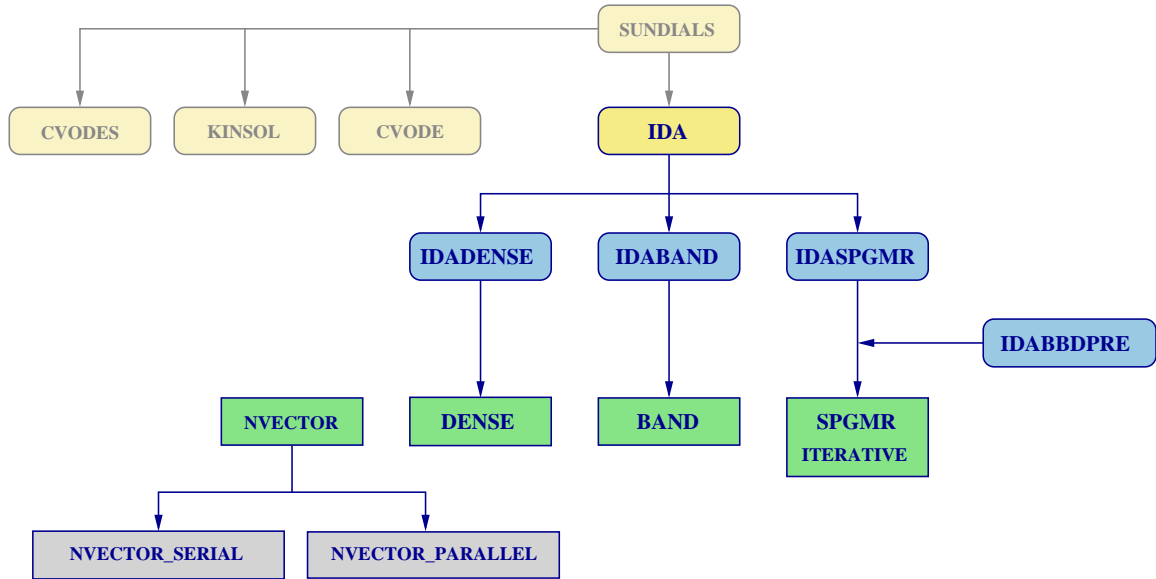 SUNDIALS
CVODES
KINSOL
CVODE
IDA
IDADENSE
IDABAND
IDASPGMR
IDABBDPRE
NVECTOR
DENSE
BAND
SPGMR
ITERATIVE
NVECTOR_SERIAL
NVECTOR_PARALLEL